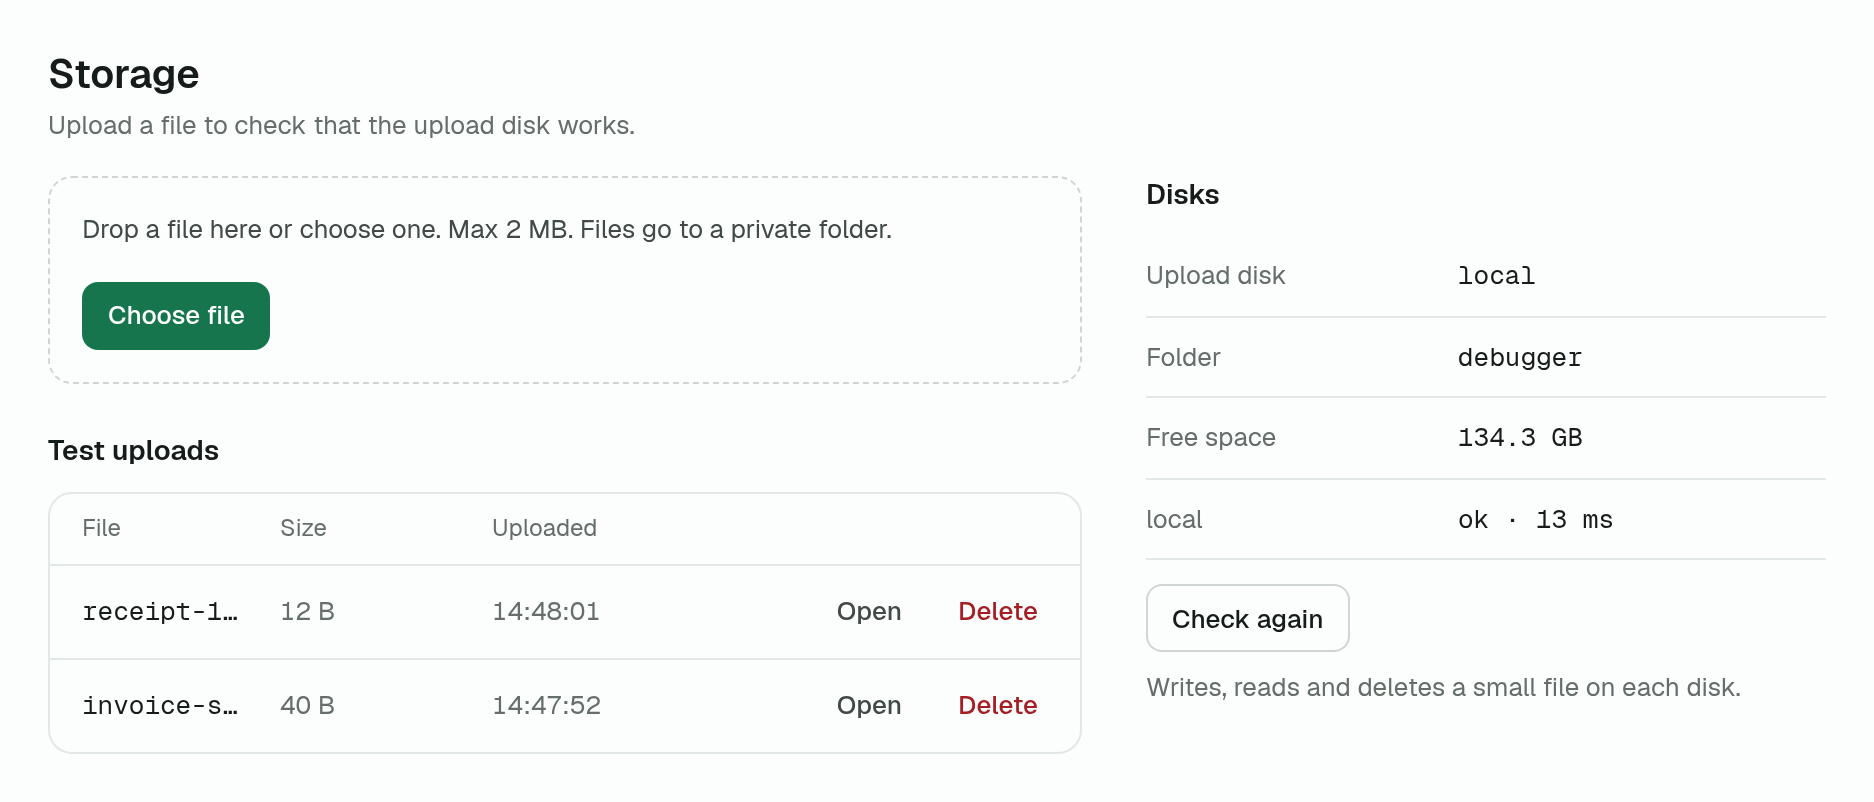 Storage
Upload a file to check that the upload disk works.
Drop a file here or choose one. Max 2 MB. Files go to a private folder.
Choose file
Test uploads
File Size Uploaded
receipt-1… 12 B 14:48:01 Open Delete
invoice-s… 40 B 14:47:52 Open Delete
Disks
Upload disk local
Folder debugger
Free space 134.3 GB
local ok · 13 ms
Check again
Writes, reads and deletes a small file on each disk.